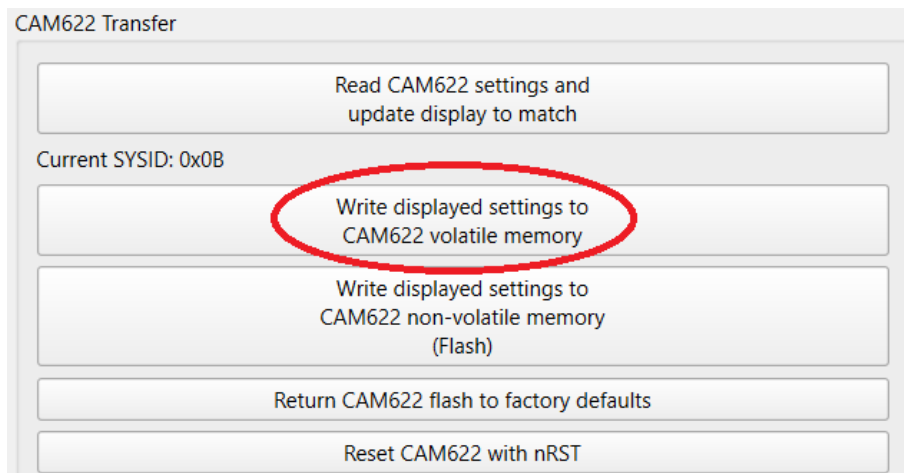 CAM622 Transfer
Read CAM622 settings and
update display to match
Current SYSID: 0x0B
Write displayed settings to
CAM622 volatile memory
Write displayed settings to
CAM622 non-volatile memory
(Flash)
Return CAM622 flash to factory defaults
Reset CAM622 with nRST